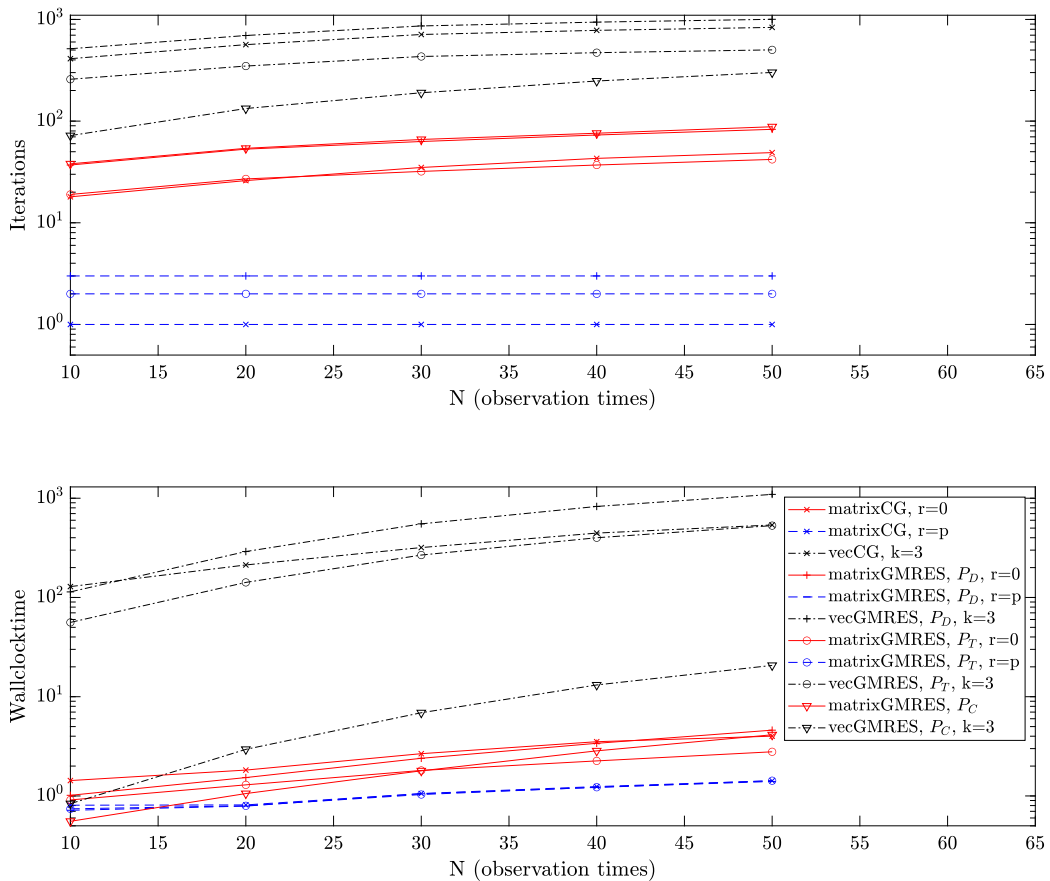 10^3
10^2
10^1
10^0
Iterations
10 15 20 25 30 35 40 45 50 55 60 65
N (observation times)
10^3
10^2
10^1
10^0
Wallclocktime
matrixCG, r=0
matrixCG, r=p
vecCG, k=3
matrixGMRES, P_D, r=0
matrixGMRES, P_D, r=p
vecGMRES, P_D, k=3
matrixGMRES, P_T, r=0
matrixGMRES, P_T, r=p
vecGMRES, P_T, k=3
matrixGMRES, P_C
vecGMRES, P_C, k=3
10 15 20 25 30 35 40 45 50 55 60 65
N (observation times)